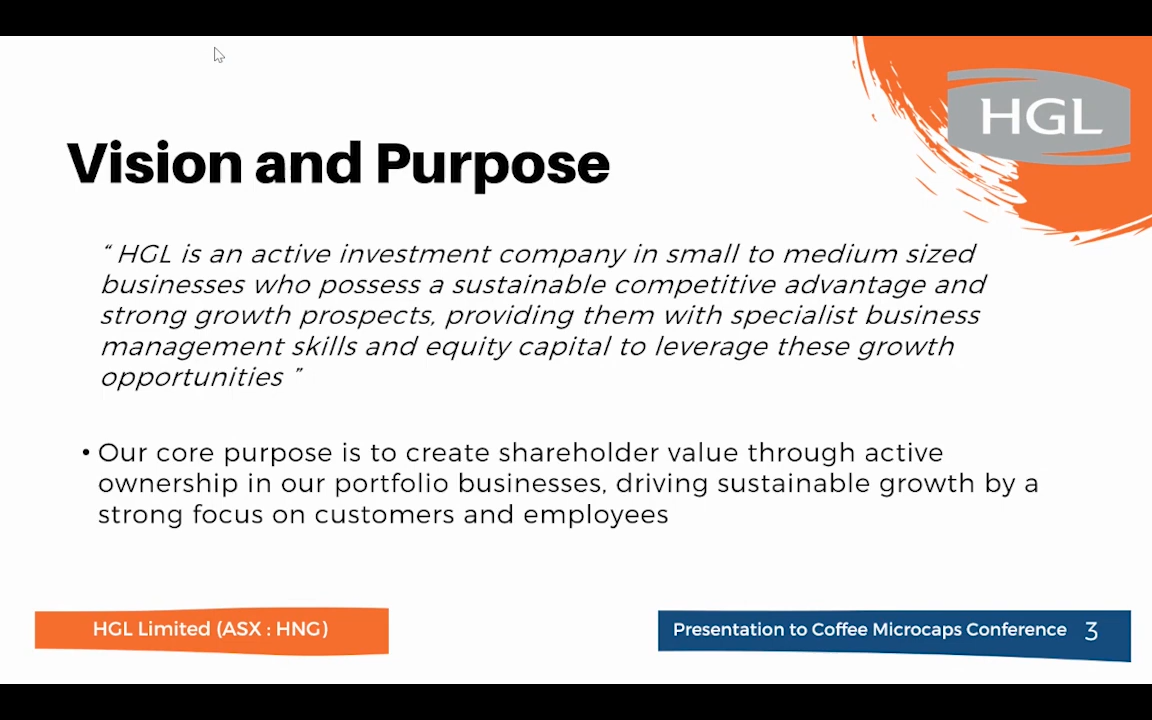 HGL
Vision and Purpose
“ HGL is an active investment company in small to medium sized
businesses who possess a sustainable competitive advantage and
strong growth prospects, providing them with specialist business
management skills and equity capital to leverage these growth
opportunities ”
• Our core purpose is to create shareholder value through active
ownership in our portfolio businesses, driving sustainable growth by a
strong focus on customers and employees
HGL Limited (ASX : HNG)
Presentation to Coffee Microcaps Conference 3